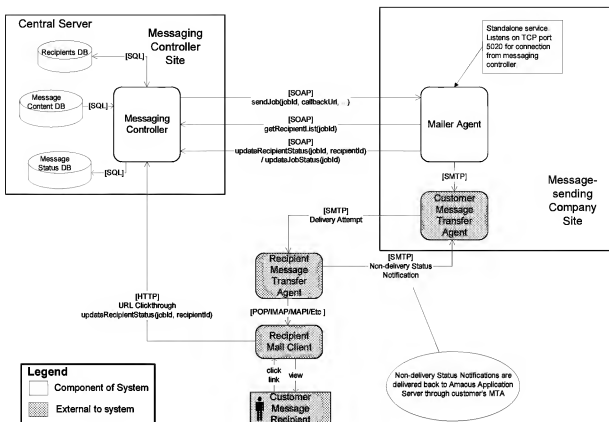 Central Server
Messaging
Controller
Site
Recipients DB
[SQL]
Message
Content DB
[SQL]
Messaging
Controller
Message
Status DB
[SQL]
[SOAP]
sendJob(jobId, callbackUrl, ... )
[SOAP]
getRecipientList(jobId)
[SOAP]
updateRecipientStatus(jobId, recipientId)
/ updateJobStatus(jobId)
Standalone service.
Listens on TCP port
5020 for connection
from messaging
controller
Mailer Agent
[SMTP]
Message-
sending
Company
Site
Customer
Message
Transfer
Agent
[SMTP]
Delivery Attempt
[SMTP]
Non-delivery Status
Notification
Recipient
Message
Transfer
Agent
[HTTP]
URL Clickthrough
updateRecipientStatus(jobId, recipientId)
[POP/IMAP/MAPI/Etc ]
Recipient
Mail Client
click
link
view
Customer
Message
Recipient
Non-delivery Status Notifications are
delivered back to Amacus Application
Server through customer's MTA
Legend
Component of System
External to system